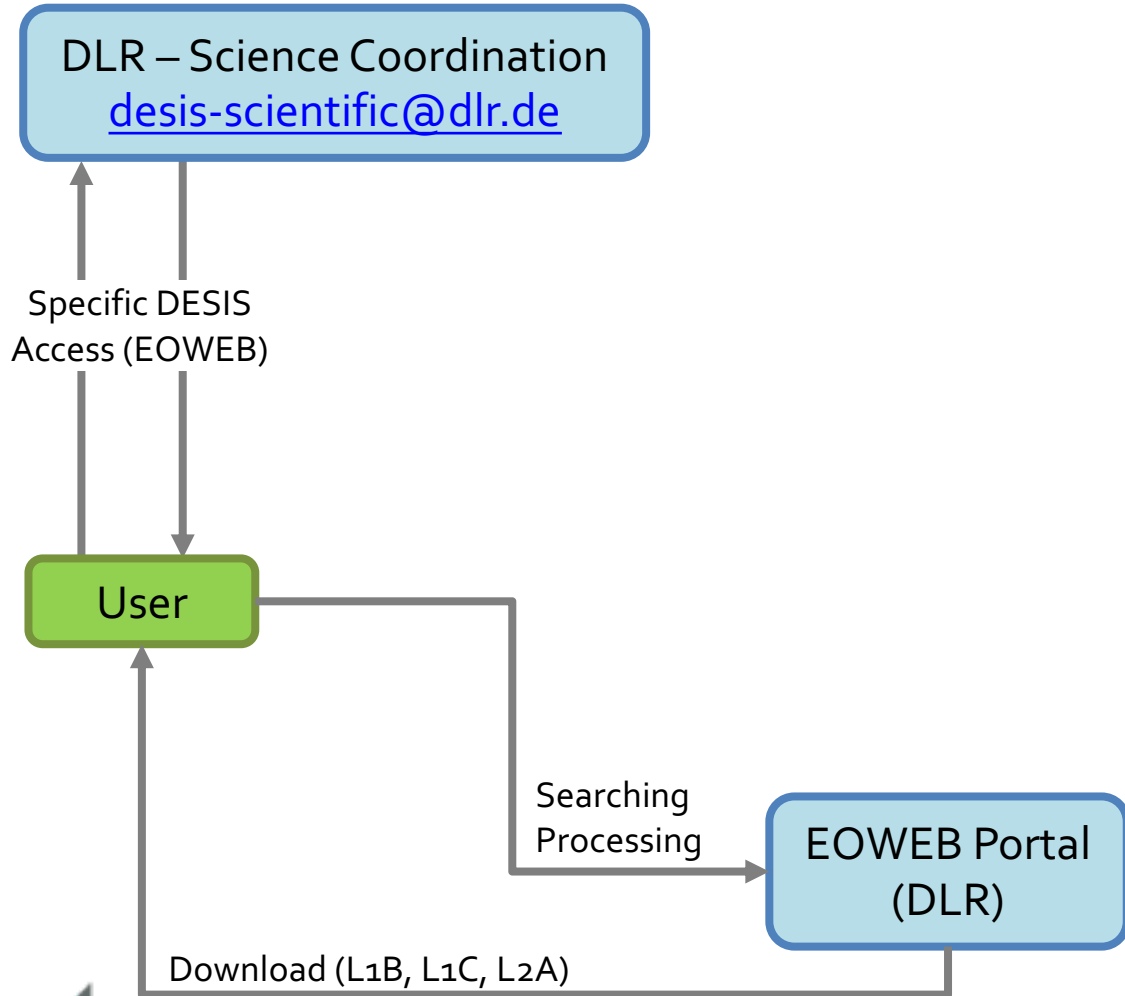 DLR – Science Coordination
desis-scientific@dlr.de
Specific DESIS
Access (EOWEB)
User
Searching
Processing
EOWEB Portal
(DLR)
Download (L1B, L1C, L2A)